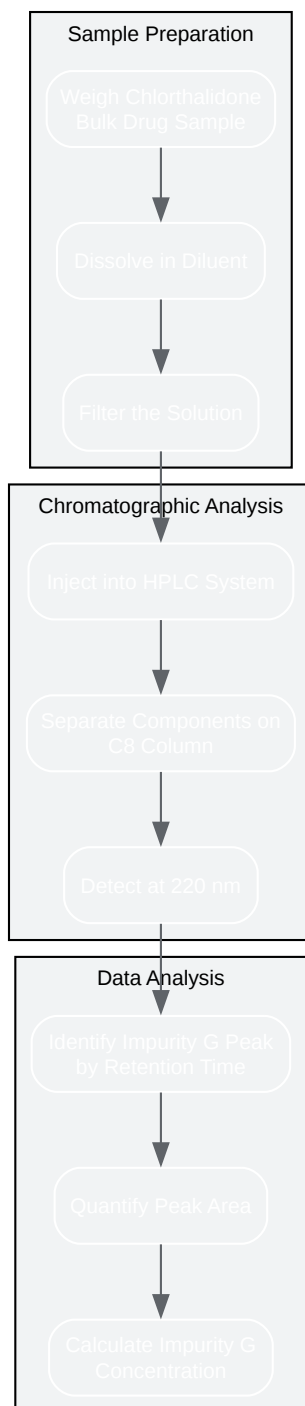 Sample Preparation
Weigh Chlorthalidone
Bulk Drug Sample
Dissolve in Diluent
Filter the Solution
Chromatographic Analysis
Inject into HPLC System
Separate Components on
C8 Column
Detect at 220 nm
Data Analysis
Identify Impurity G Peak
by Retention Time
Quantify Peak Area
Calculate Impurity G
Concentration